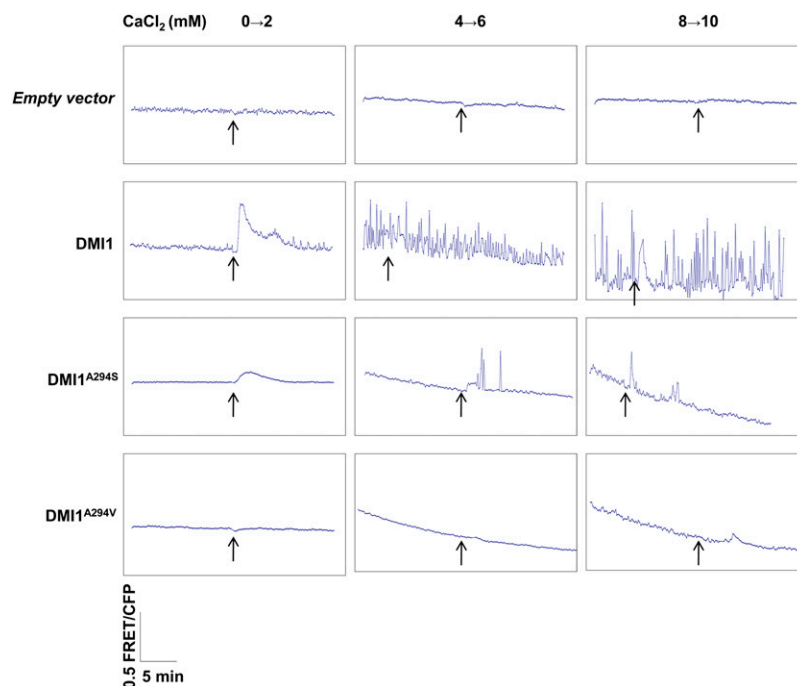 CaCl₂ (mM) 0→2 4→6 8→10
Empty vector
DMI1
DMI1ᴬ²⁹⁴ˢ
DMI1ᴬ²⁹⁴ⱽ
0.5 FRET/CFP
5 min